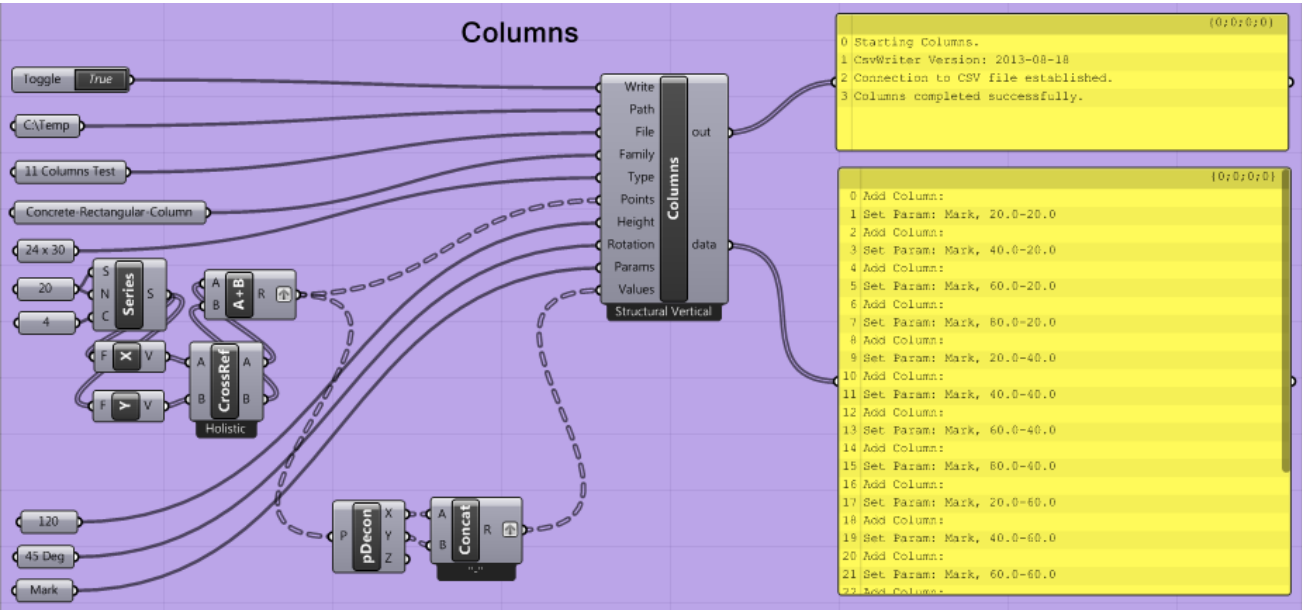 Columns
Toggle True
C:\Temp
11 Columns Test
Concrete-Rectangular-Column
24 x 30
20
4
S
N
C
Series
S
F
X
V
F
Y
V
A
B
A+B
R
A
B
CrossRef
A
B
Holistic
120
45 Deg
Mark
P
pDecon
X
Y
Z
A
B
Concat
R
"-"
Write
Path
File
Family
Type
Points
Height
Rotation
Params
Values
Columns
out
data
Structural Vertical
{0;0;0;0}
0 Starting Columns.
1 CsvWriter Version: 2013-08-18
2 Connection to CSV file established.
3 Columns completed successfully.
{0;0;0;0}
0 Add Column:
1 Set Param: Mark, 20.0-20.0
2 Add Column:
3 Set Param: Mark, 40.0-20.0
4 Add Column:
5 Set Param: Mark, 60.0-20.0
6 Add Column:
7 Set Param: Mark, 80.0-20.0
8 Add Column:
9 Set Param: Mark, 20.0-40.0
10 Add Column:
11 Set Param: Mark, 40.0-40.0
12 Add Column:
13 Set Param: Mark, 60.0-40.0
14 Add Column:
15 Set Param: Mark, 80.0-40.0
16 Add Column:
17 Set Param: Mark, 20.0-60.0
18 Add Column:
19 Set Param: Mark, 40.0-60.0
20 Add Column:
21 Set Param: Mark, 60.0-60.0
22 Add Column: